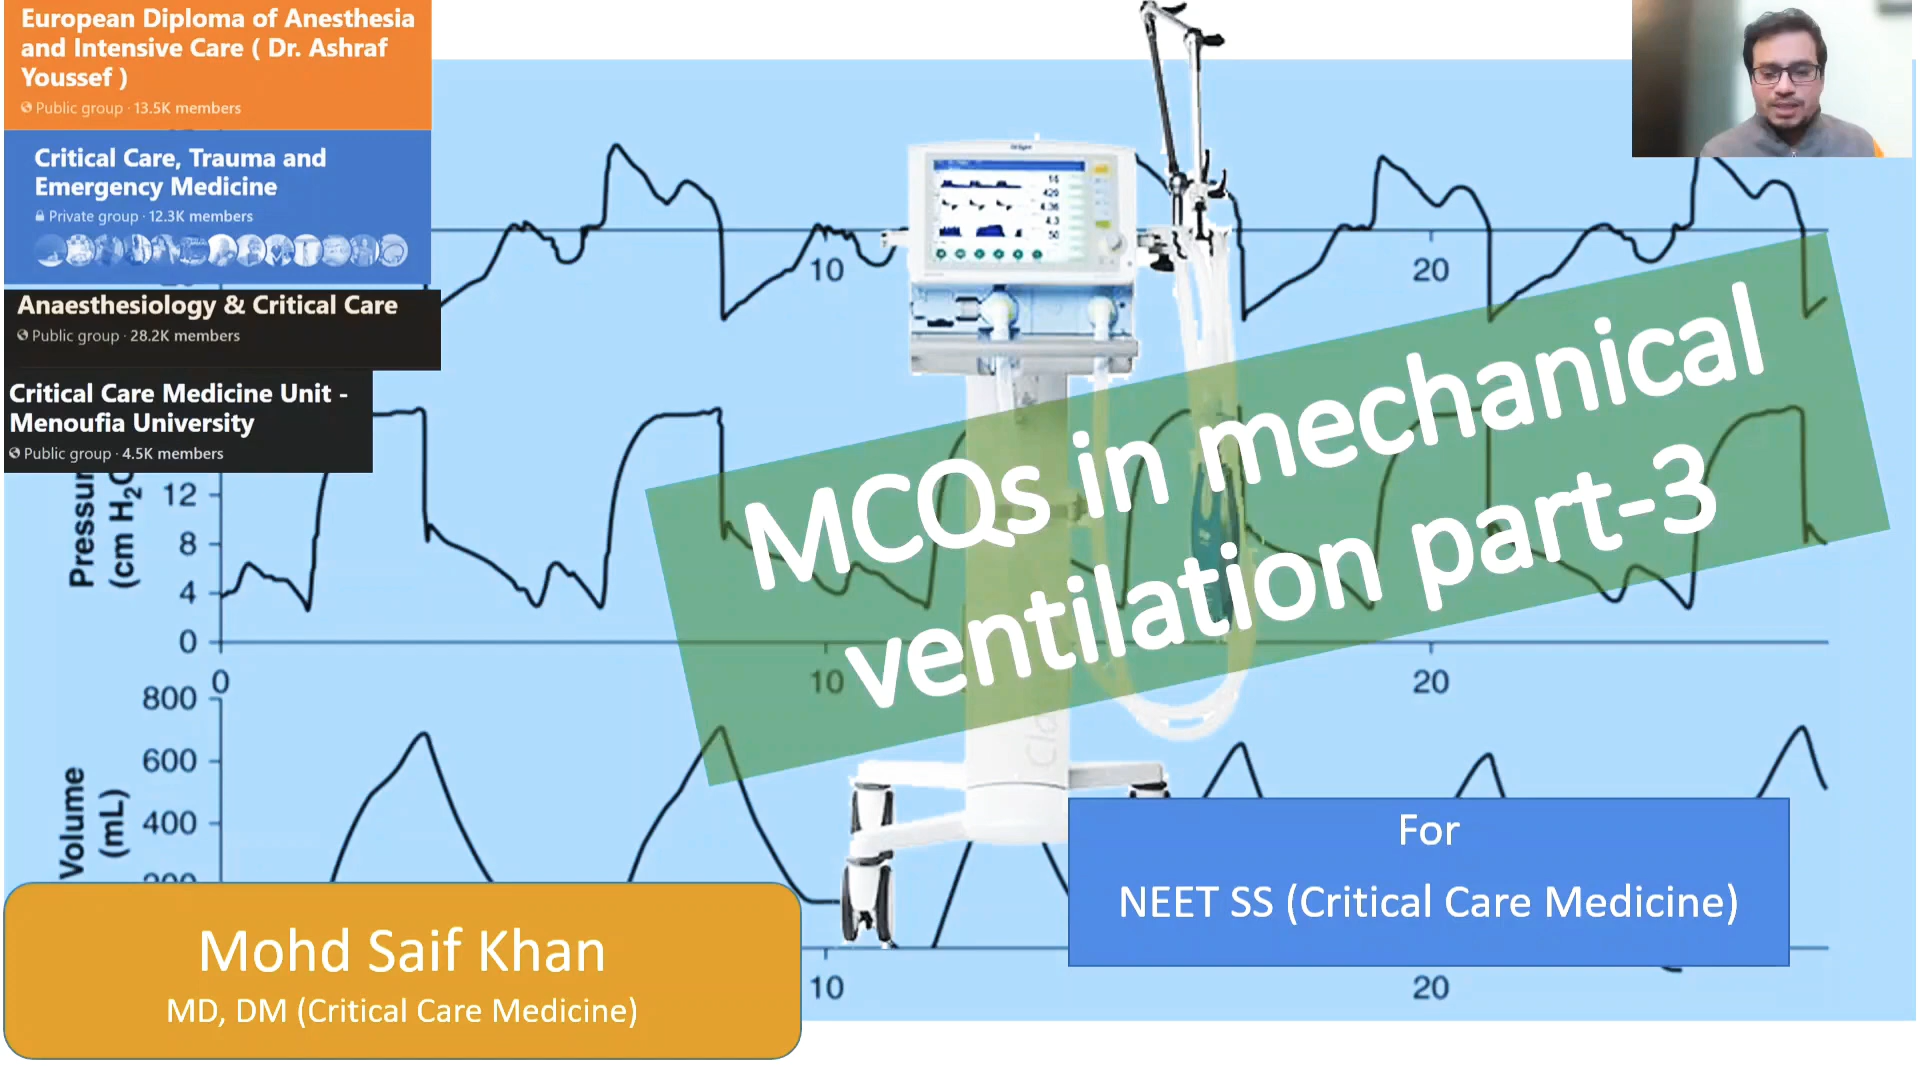 European Diploma of Anesthesia
and Intensive Care ( Dr. Ashraf
Youssef )
Public group · 13.5K members
Critical Care, Trauma and
Emergency Medicine
Private group · 12.3K members
Anaesthesiology & Critical Care
Public group · 28.2K members
Critical Care Medicine Unit -
Menoufia University
Public group · 4.5K members
10
20
Pressure
(cm H₂O
12
8
4
0
0
10
20
MCQs in mechanical
ventilation part-3
Volume
(mL)
800
600
400
200
10
20
For
NEET SS (Critical Care Medicine)
Mohd Saif Khan
MD, DM (Critical Care Medicine)